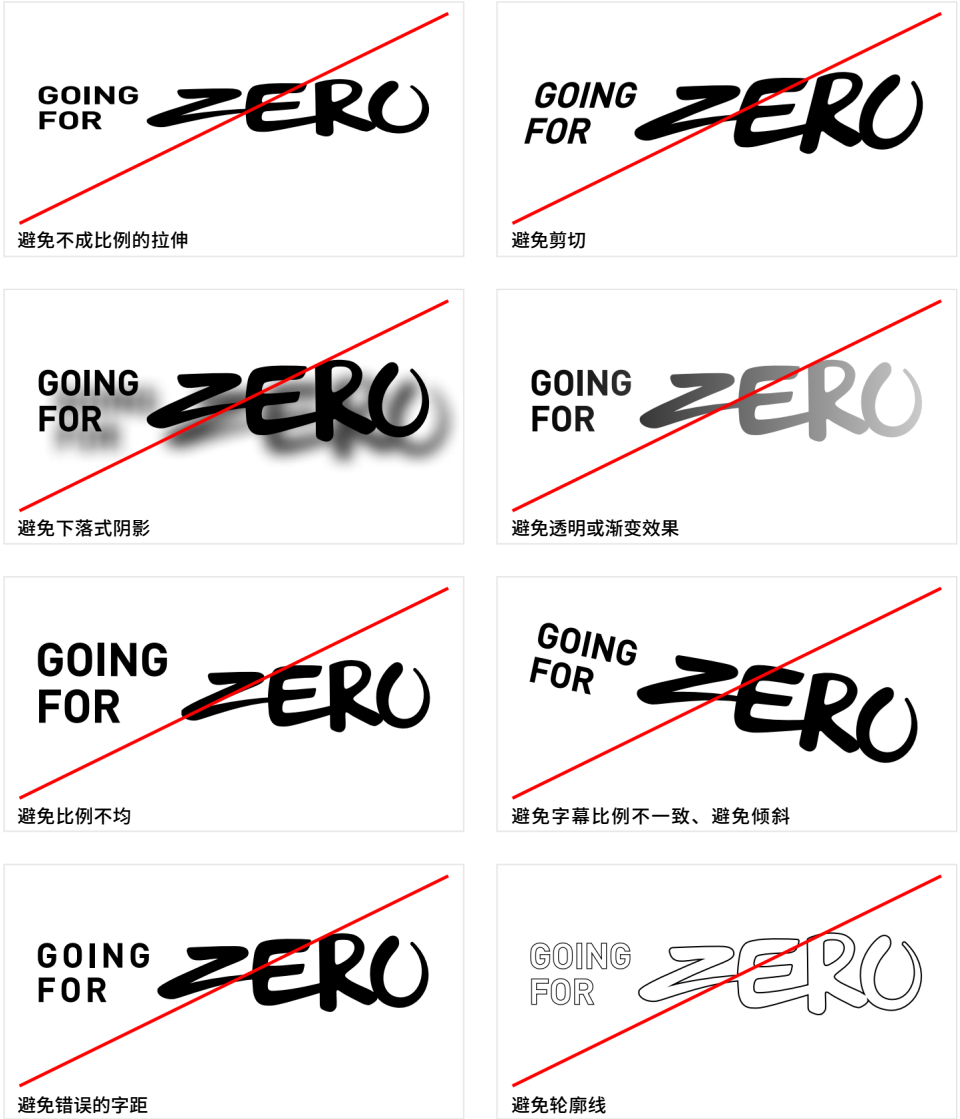 GOING
FOR
ZERO
避免不成比例的拉伸
GOING
FOR
ZERO
避免剪切
GOING
FOR
ZERO
避免下落式阴影
GOING
FOR
ZERO
避免透明或渐变效果
GOING
FOR
ZERO
避免比例不均
GOING
FOR
ZERO
避免字幕比例不一致、避免倾斜
GOING
FOR
ZERO
避免错误的字距
GOING
FOR
ZERO
避免轮廓线